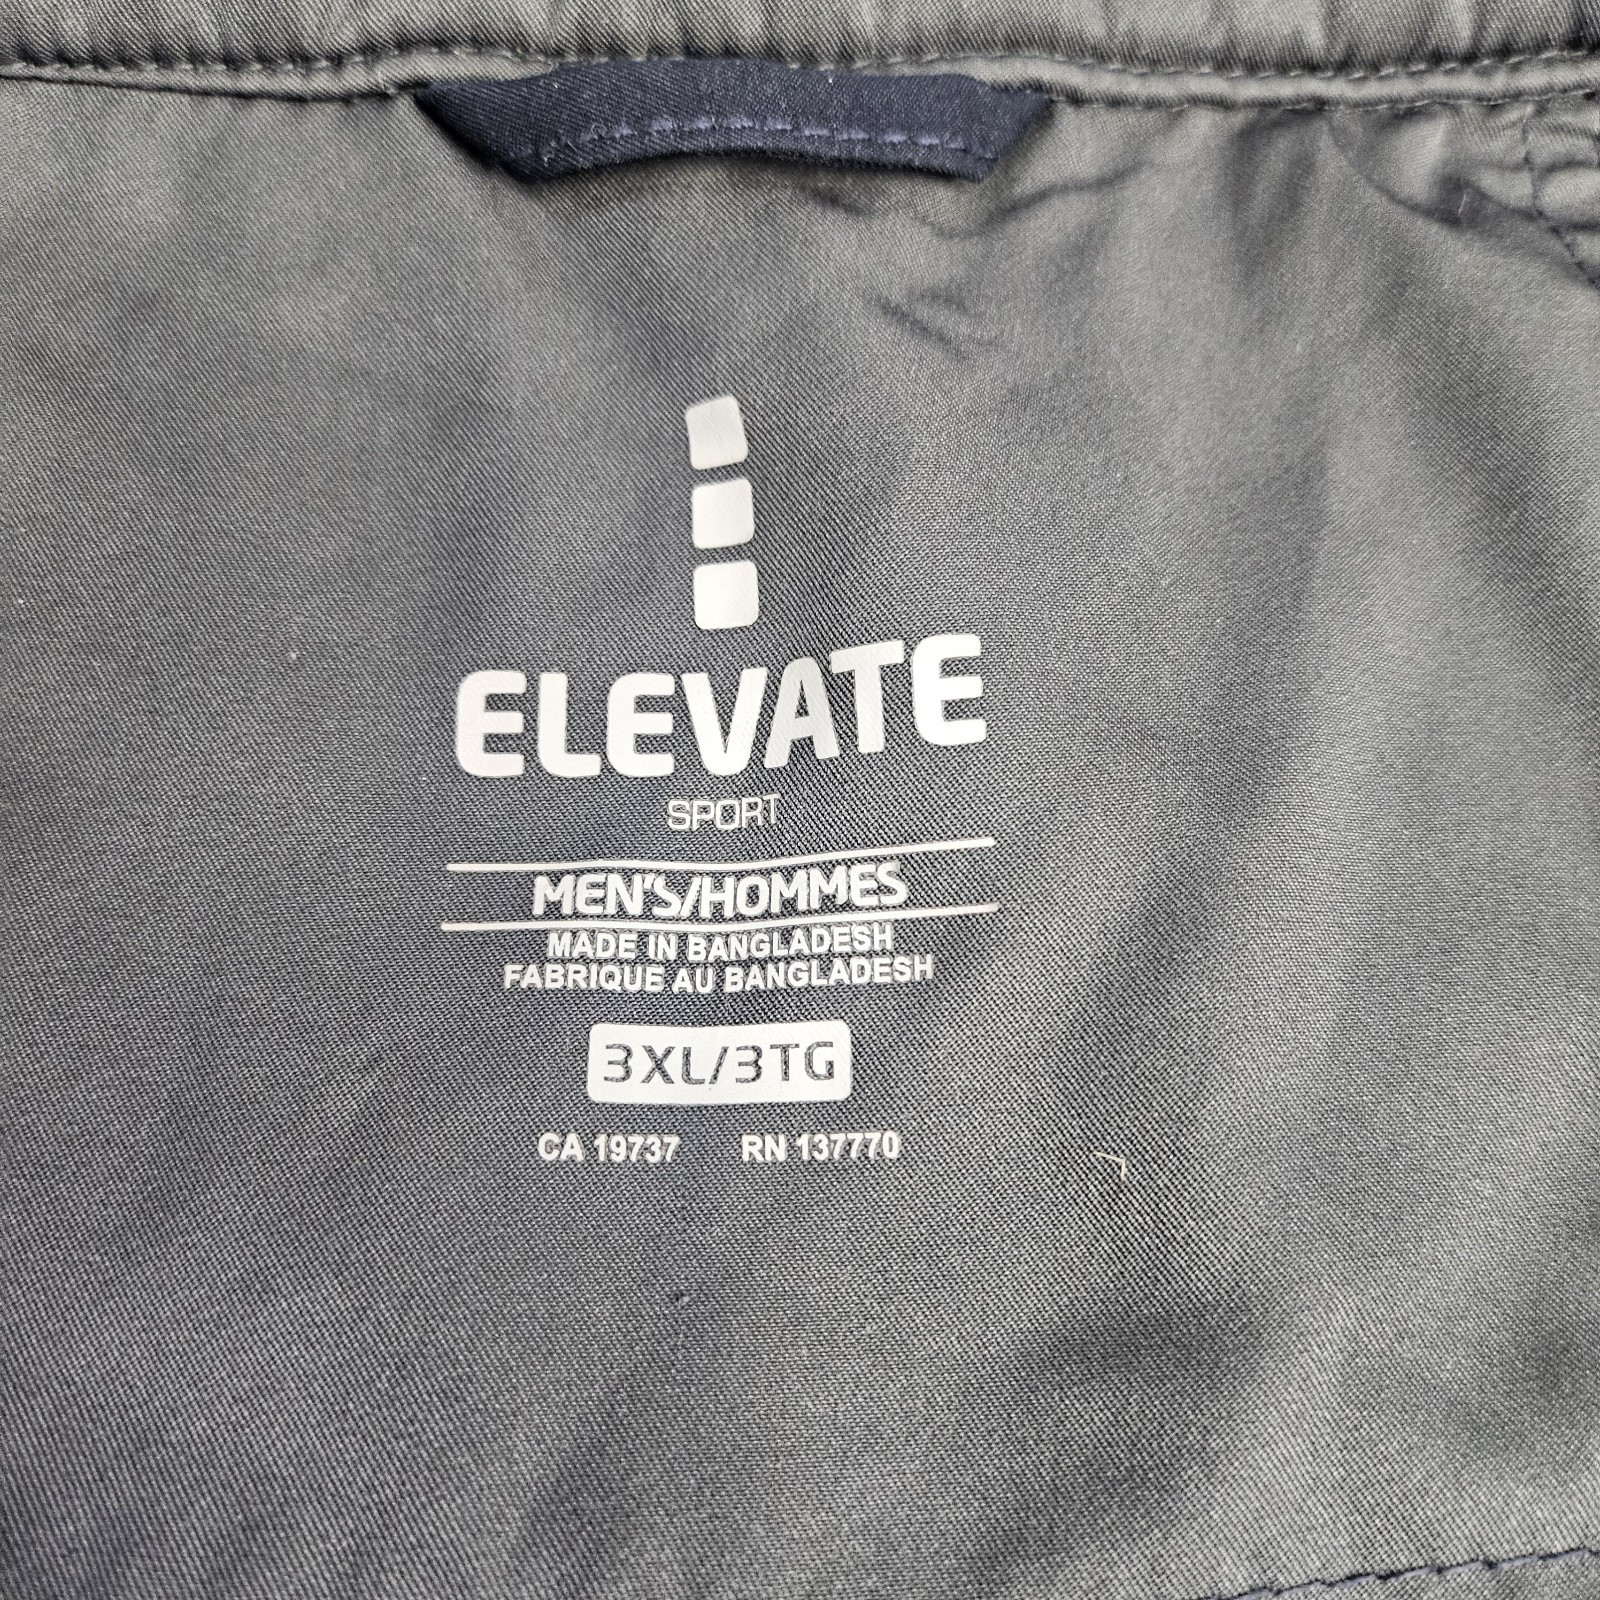 ELEVATE
SPORT
MEN'S/HOMMES
MADE IN BANGLADESH
FABRIQUE AU BANGLADESH
3XL/3TG
CA 19737 RN 137770